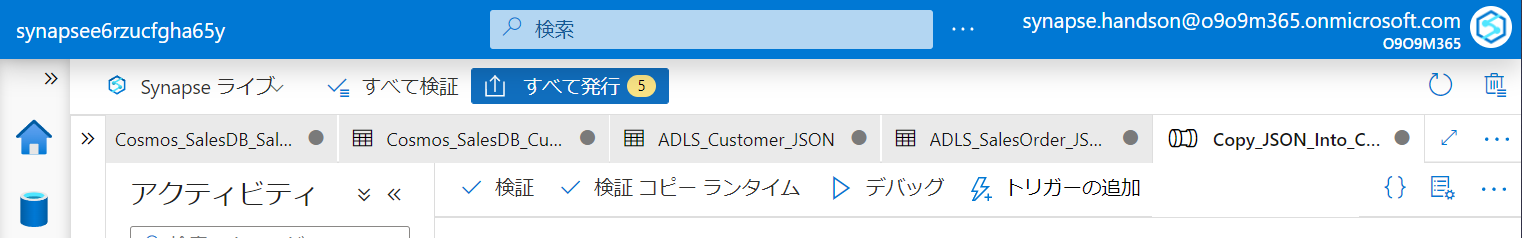 synapsee6rzucfgha65y
検索
synapse.handson@o9o9m365.onmicrosoft.com
O9O9M365
Synapse ライブ
すべて検証
すべて発行 5
Cosmos_SalesDB_Sal...
Cosmos_SalesDB_Cu...
ADLS_Customer_JSON
ADLS_SalesOrder_JS...
Copy_JSON_Into_C...
アクティビティ
検証
検証 コピー ランタイム
デバッグ
トリガーの追加